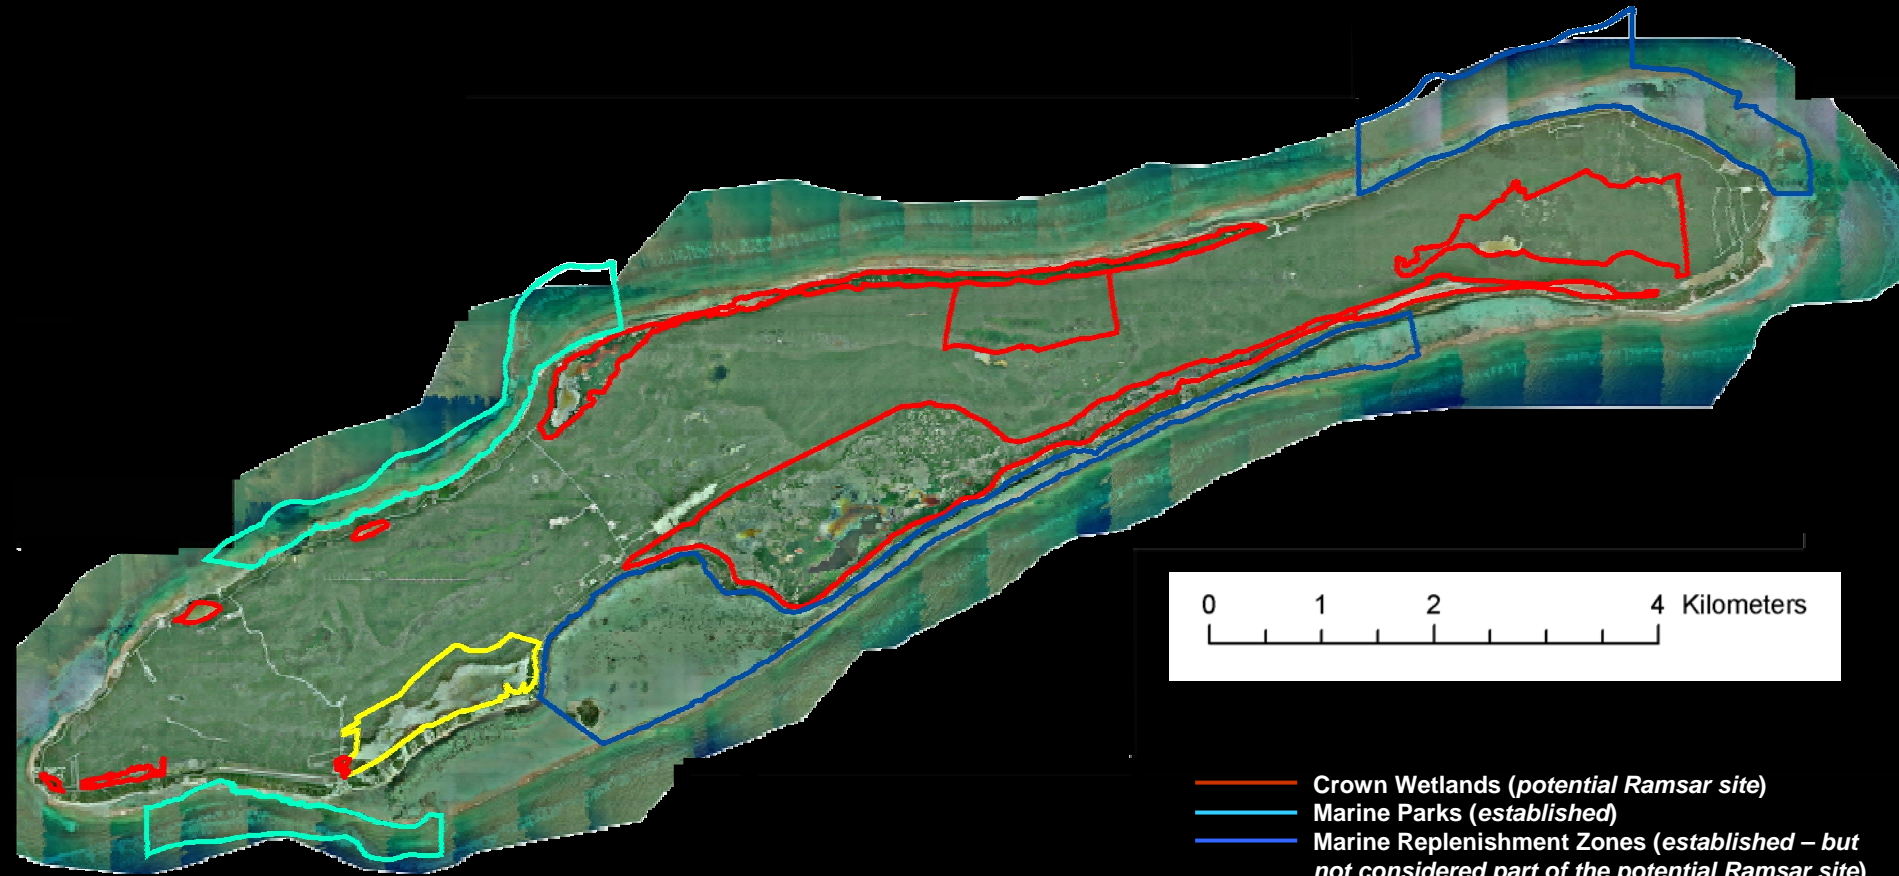 0 1 2 4 Kilometers
Crown Wetlands (potential Ramsar site)
Marine Parks (established)
Marine Replenishment Zones (established – but
not considered part of the potential Ramsar site)